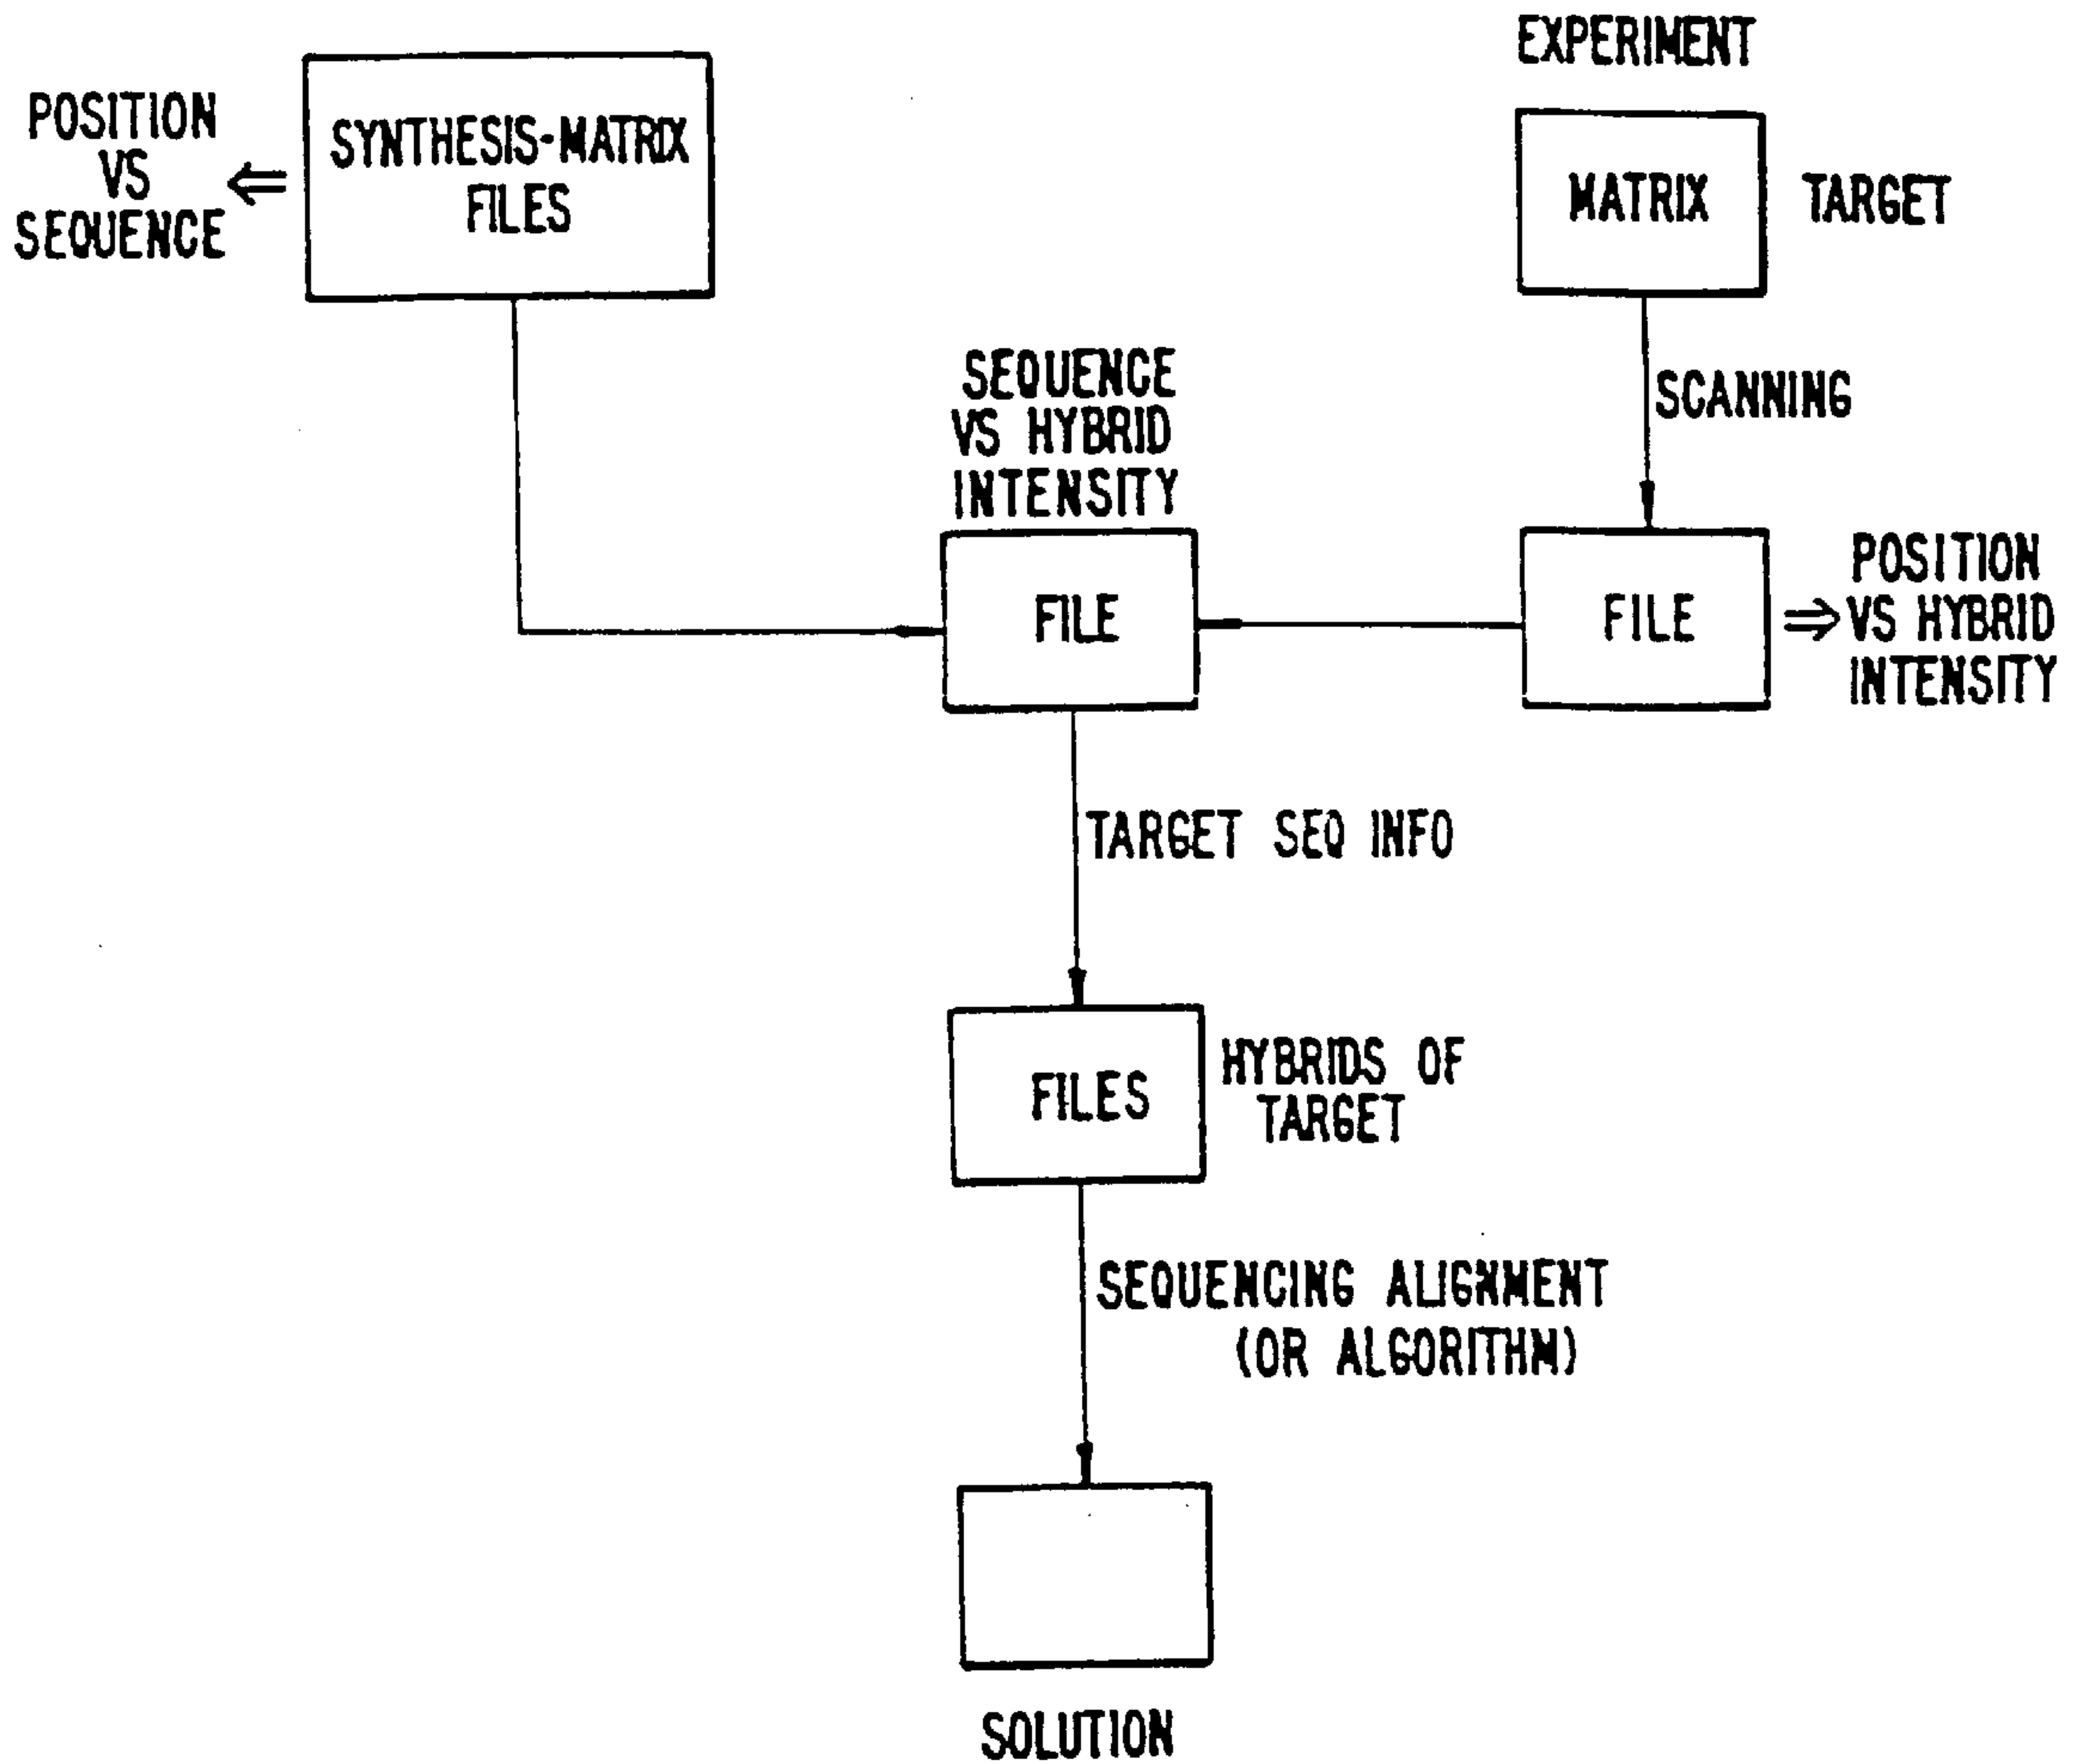 EXPERIMENT
POSITION
VS
SEQUENCE
SYNTHESIS-MATRIX
FILES
MATRIX
TARGET
SCANNING
SEQUENCE
VS HYBRID
INTENSITY
FILE
FILE
POSITION
VS HYBRID
INTENSITY
TARGET SEQ INFO
FILES
HYBRIDS OF
TARGET
SEQUENCING ALIGNMENT
(OR ALGORITHM)
SOLUTION